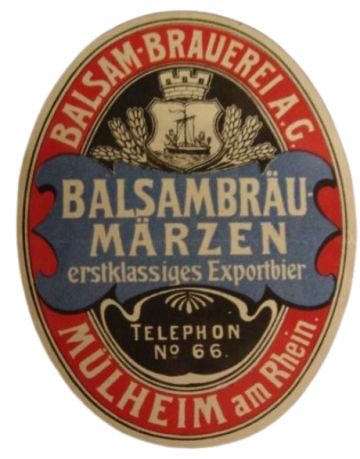 BALSAM-BRAUEREI A.G.
BALSAMBRÄU-
MÄRZEN
erstklassiges Exportbier
TELEPHON
No 66.
MÜLHEIM am Rhein.